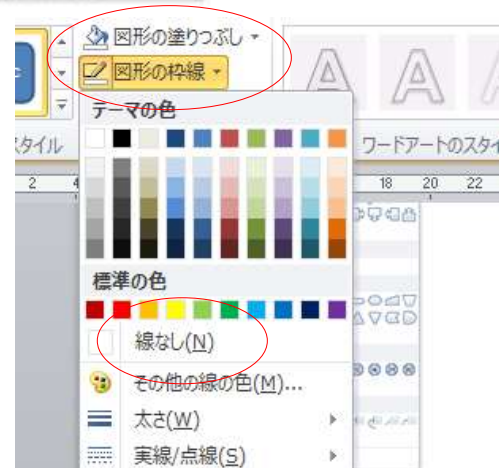 図形の塗りつぶし
図形の枠線
テーマの色
スタイル
ワードアートのスタイ
2 4 18 20 22
標準の色
線なし(N)
その他の線の色(M)...
太さ(W)
実線/点線(S)